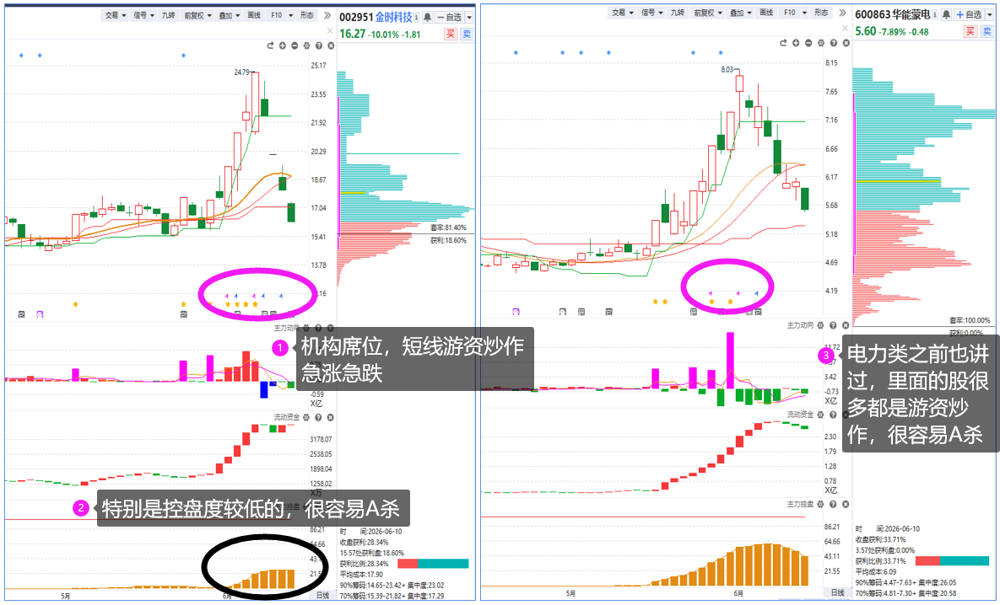 交易 信号 九转 前复权 叠加 画线 F10 形态
002951 金时科技
自选
16.27 -10.01% -1.81
买 卖
24.79
25.17
23.55
21.92
20.29
18.67
17.04
15.41
13.78
16
套牢:81.40%
获利:18.60%
主力动向
-0.59
X亿
1
机构席位，短线游资炒作
急涨急跌
流动资金
3178.07
2538.05
1898.04
1258.02
X万
2
特别是控盘度较低的，很容易A杀
控盘
86.21
64.66
43.1
21.5
5月
6月
日线
时 间:2026-06-10
收盘获利:28.34%
15.57处获利盘:18.60%
获利比例:28.34%
平均成本:17.90
90%筹码:14.65-23.42+ 集中度:23.02
70%筹码:15.39-21.82+ 集中度:17.29
交易 信号 九转 前复权 叠加 画线 F10 形态
600863 华能蒙电
自选
5.60 -7.89% -0.48
买 卖
8.03
8.15
7.65
7.16
6.66
6.17
5.68
5.18
4.69
4.19
套牢:100.00%
获利:0.00%
主力动向
11.72
3.42
-0.73
X亿
3
电力类之前也讲
过，里面的股很
多都是游资炒
作，很容易A杀
流动资金
2.30
1.79
1.28
0.78
X亿
主力控盘
86.21
64.66
43.11
21.55
5月
6月
日线
时 间:2026-06-10
收盘获利:33.71%
3.57处获利盘:0.00%
获利比例:33.71%
平均成本:6.09
90%筹码:4.47-7.63+ 集中度:26.05
70%筹码:4.81-7.30+ 集中度:20.58